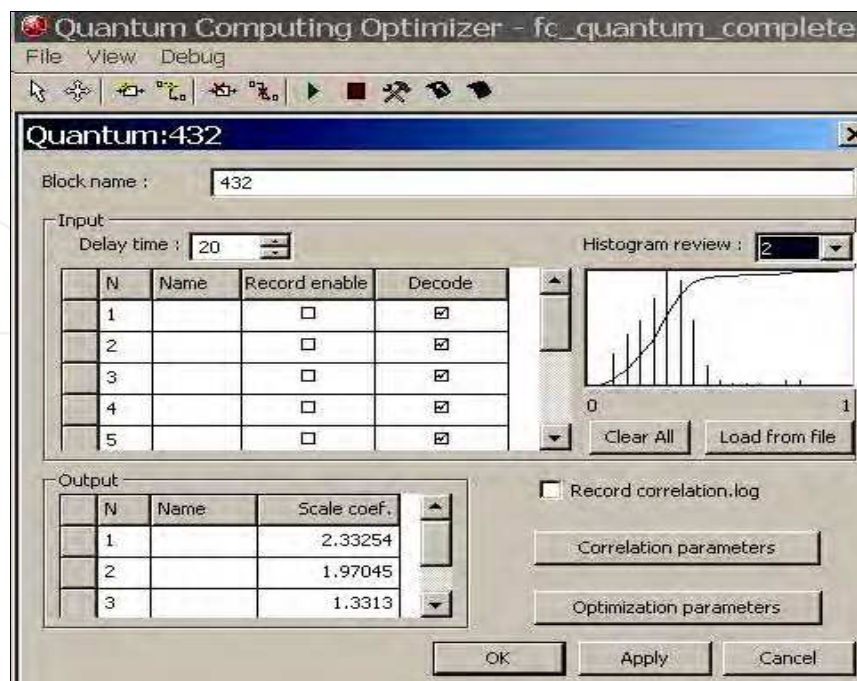 Quantum Computing Optimizer - fc_quantum_complete
File View Debug
Quantum:432
Block name : 432
Input
Delay time : 20
Histogram review : 2
N Name Record enable Decode
1
2
3
4
5
0 1
Clear All Load from file
Output
N Name Scale coef.
1 2.33254
2 1.97045
3 1.3313
Record correlation.log
Correlation parameters
Optimization parameters
OK Apply Cancel